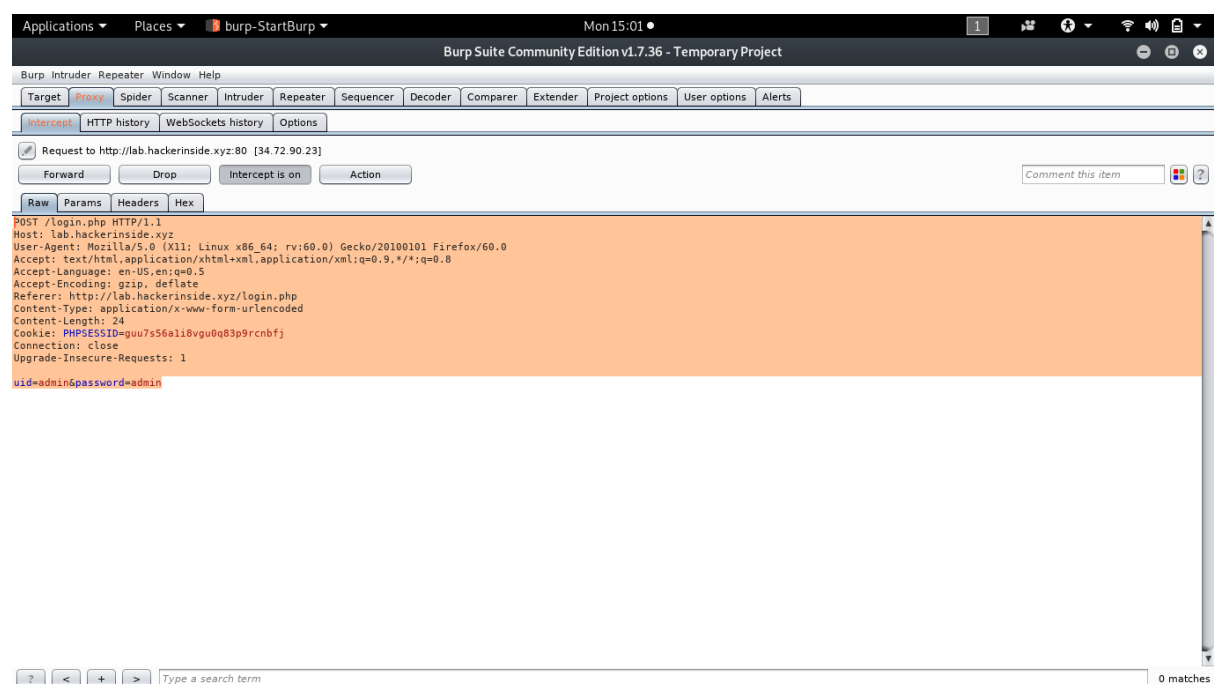 Applications Places burp-StartBurp Mon 15:01 1
Burp Suite Community Edition v1.7.36 - Temporary Project
Burp Intruder Repeater Window Help
Target Proxy Spider Scanner Intruder Repeater Sequencer Decoder Comparer Extender Project options User options Alerts
Intercept HTTP history WebSockets history Options
Request to http://lab.hackerinside.xyz:80 [34.72.90.23]
Forward Drop Intercept is on Action Comment this item ?
Raw Params Headers Hex
POST /login.php HTTP/1.1
Host: lab.hackerinside.xyz
User-Agent: Mozilla/5.0 (X11; Linux x86_64; rv:60.0) Gecko/20100101 Firefox/60.0
Accept: text/html,application/xhtml+xml,application/xml;q=0.9,*/*;q=0.8
Accept-Language: en-US,en;q=0.5
Accept-Encoding: gzip, deflate
Referer: http://lab.hackerinside.xyz/login.php
Content-Type: application/x-www-form-urlencoded
Content-Length: 24
Cookie: PHPSESSID=guu7s56a1i8vgu0q83p9rcnbfj
Connection: close
Upgrade-Insecure-Requests: 1
uid=admin&password=admin
? < + > Type a search term 0 matches